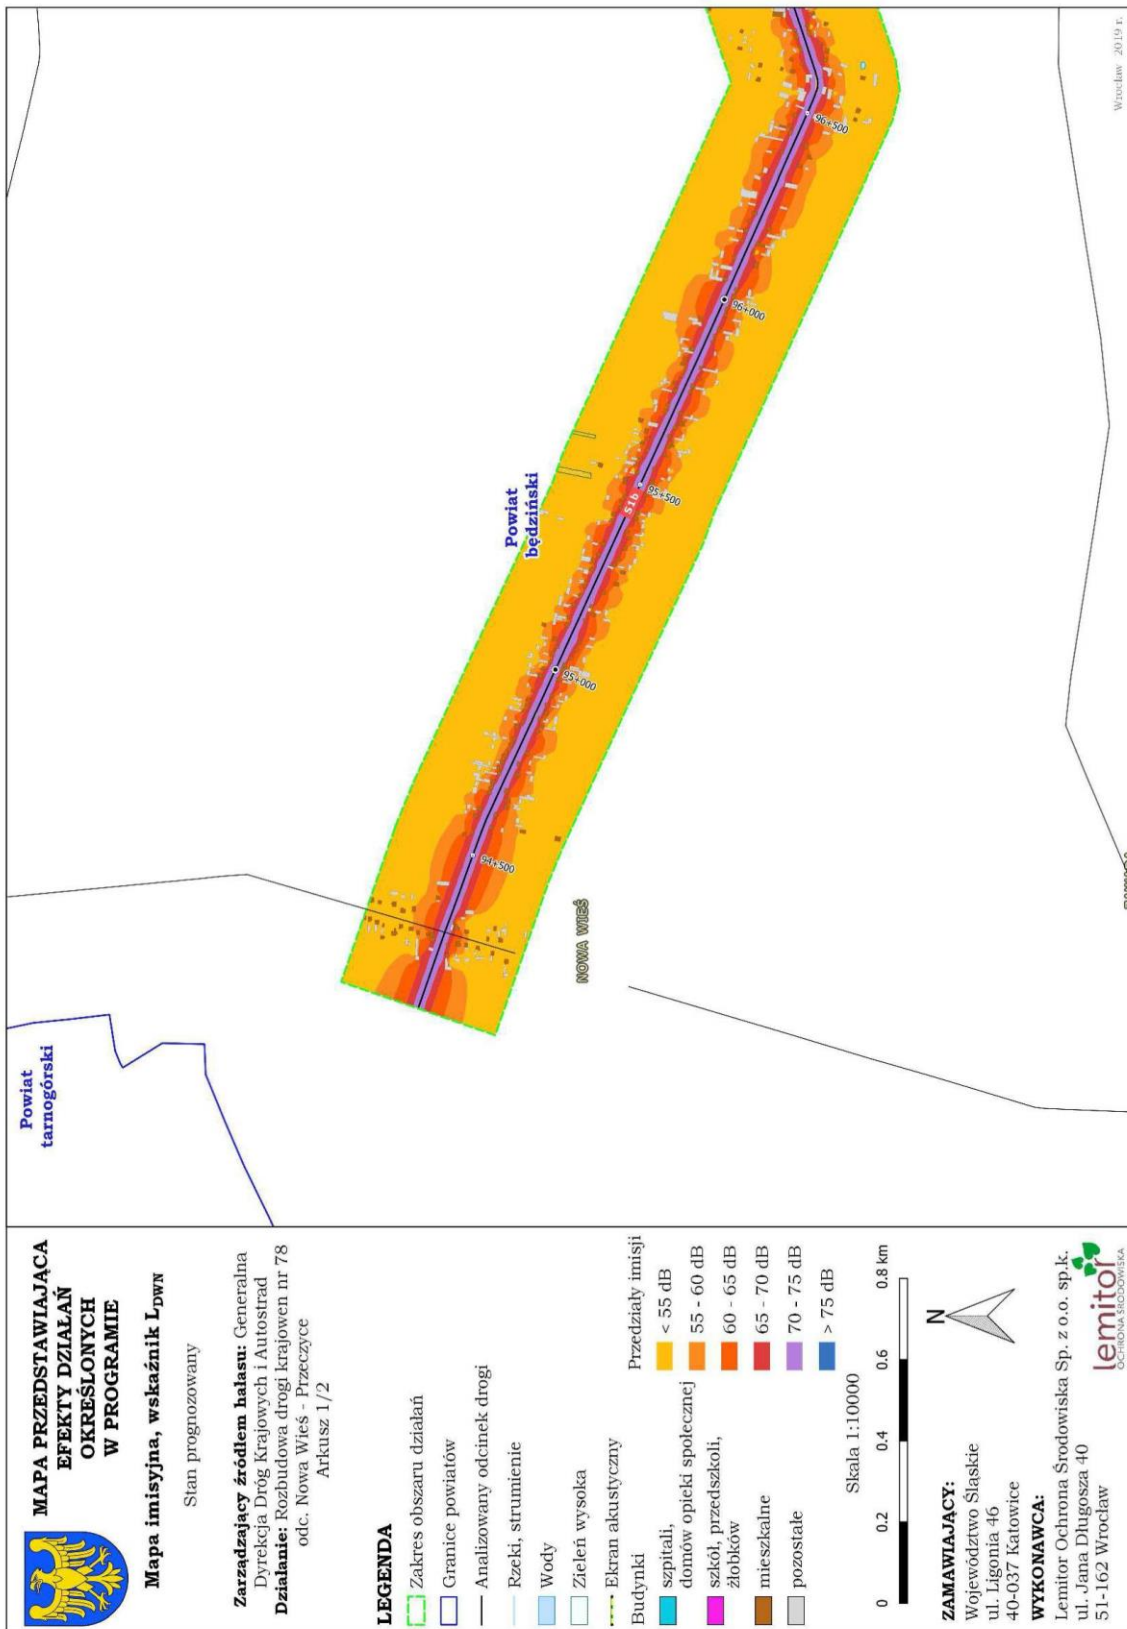 MAPA PRZEDSTAWIAJĄCA
EFEKTY DZIAŁAŃ
OKREŚLONYCH
W PROGRAMIE
Mapa imisyjna, wskaźnik LDWN
Stan prognozowany
Zarządzający źródłem hałasu: Generalna
Dyrekcja Dróg Krajowych i Autostrad
Działanie: Rozbudowa drogi krajowen nr 78
odc. Nowa Wieś - Przeczyce
Arkusz 1/2
LEGENDA
Zakres obszaru działań
Granice powiatów
Analizowany odcinek drogi
Rzeki, strumienie
Wody
Zieleń wysoka
Ekran akustyczny
Budynki
szpitali,
domów opieki społecznej
szkół, przedszkoli,
żłobków
mieszkalne
pozostałe
Przedziały imisji
< 55 dB
55 - 60 dB
60 - 65 dB
65 - 70 dB
70 - 75 dB
> 75 dB
Skala 1:10000
0 0.2 0.4 0.6 0.8 km
N
ZAMAWIAJĄCY:
Województwo Śląskie
ul. Ligonia 46
40-037 Katowice
WYKONAWCA:
Lemitor Ochrona Środowiska Sp. z o.o. sp.k.
ul. Jana Długosza 40
51-162 Wrocław
lemitor
OCHRONA ŚRODOWISKA
Powiat
tarnogórski
Powiat
będziński
NOWA WIEŚ
94+500
95+000
S1b
95+500
96+000
96+500
Wrocław 2019 r.